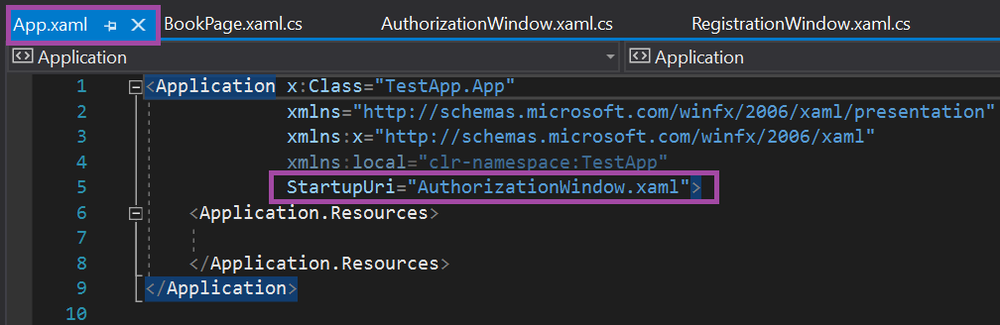 App.xaml BookPage.xaml.cs AuthorizationWindow.xaml.cs RegistrationWindow.xaml.cs
Application Application
1 <Application x:Class="TestApp.App"
2 xmlns="http://schemas.microsoft.com/winfx/2006/xaml/presentation"
3 xmlns:x="http://schemas.microsoft.com/winfx/2006/xaml"
4 xmlns:local="clr-namespace:TestApp"
5 StartupUri="AuthorizationWindow.xaml">
6 <Application.Resources>
7
8 </Application.Resources>
9 </Application>
10